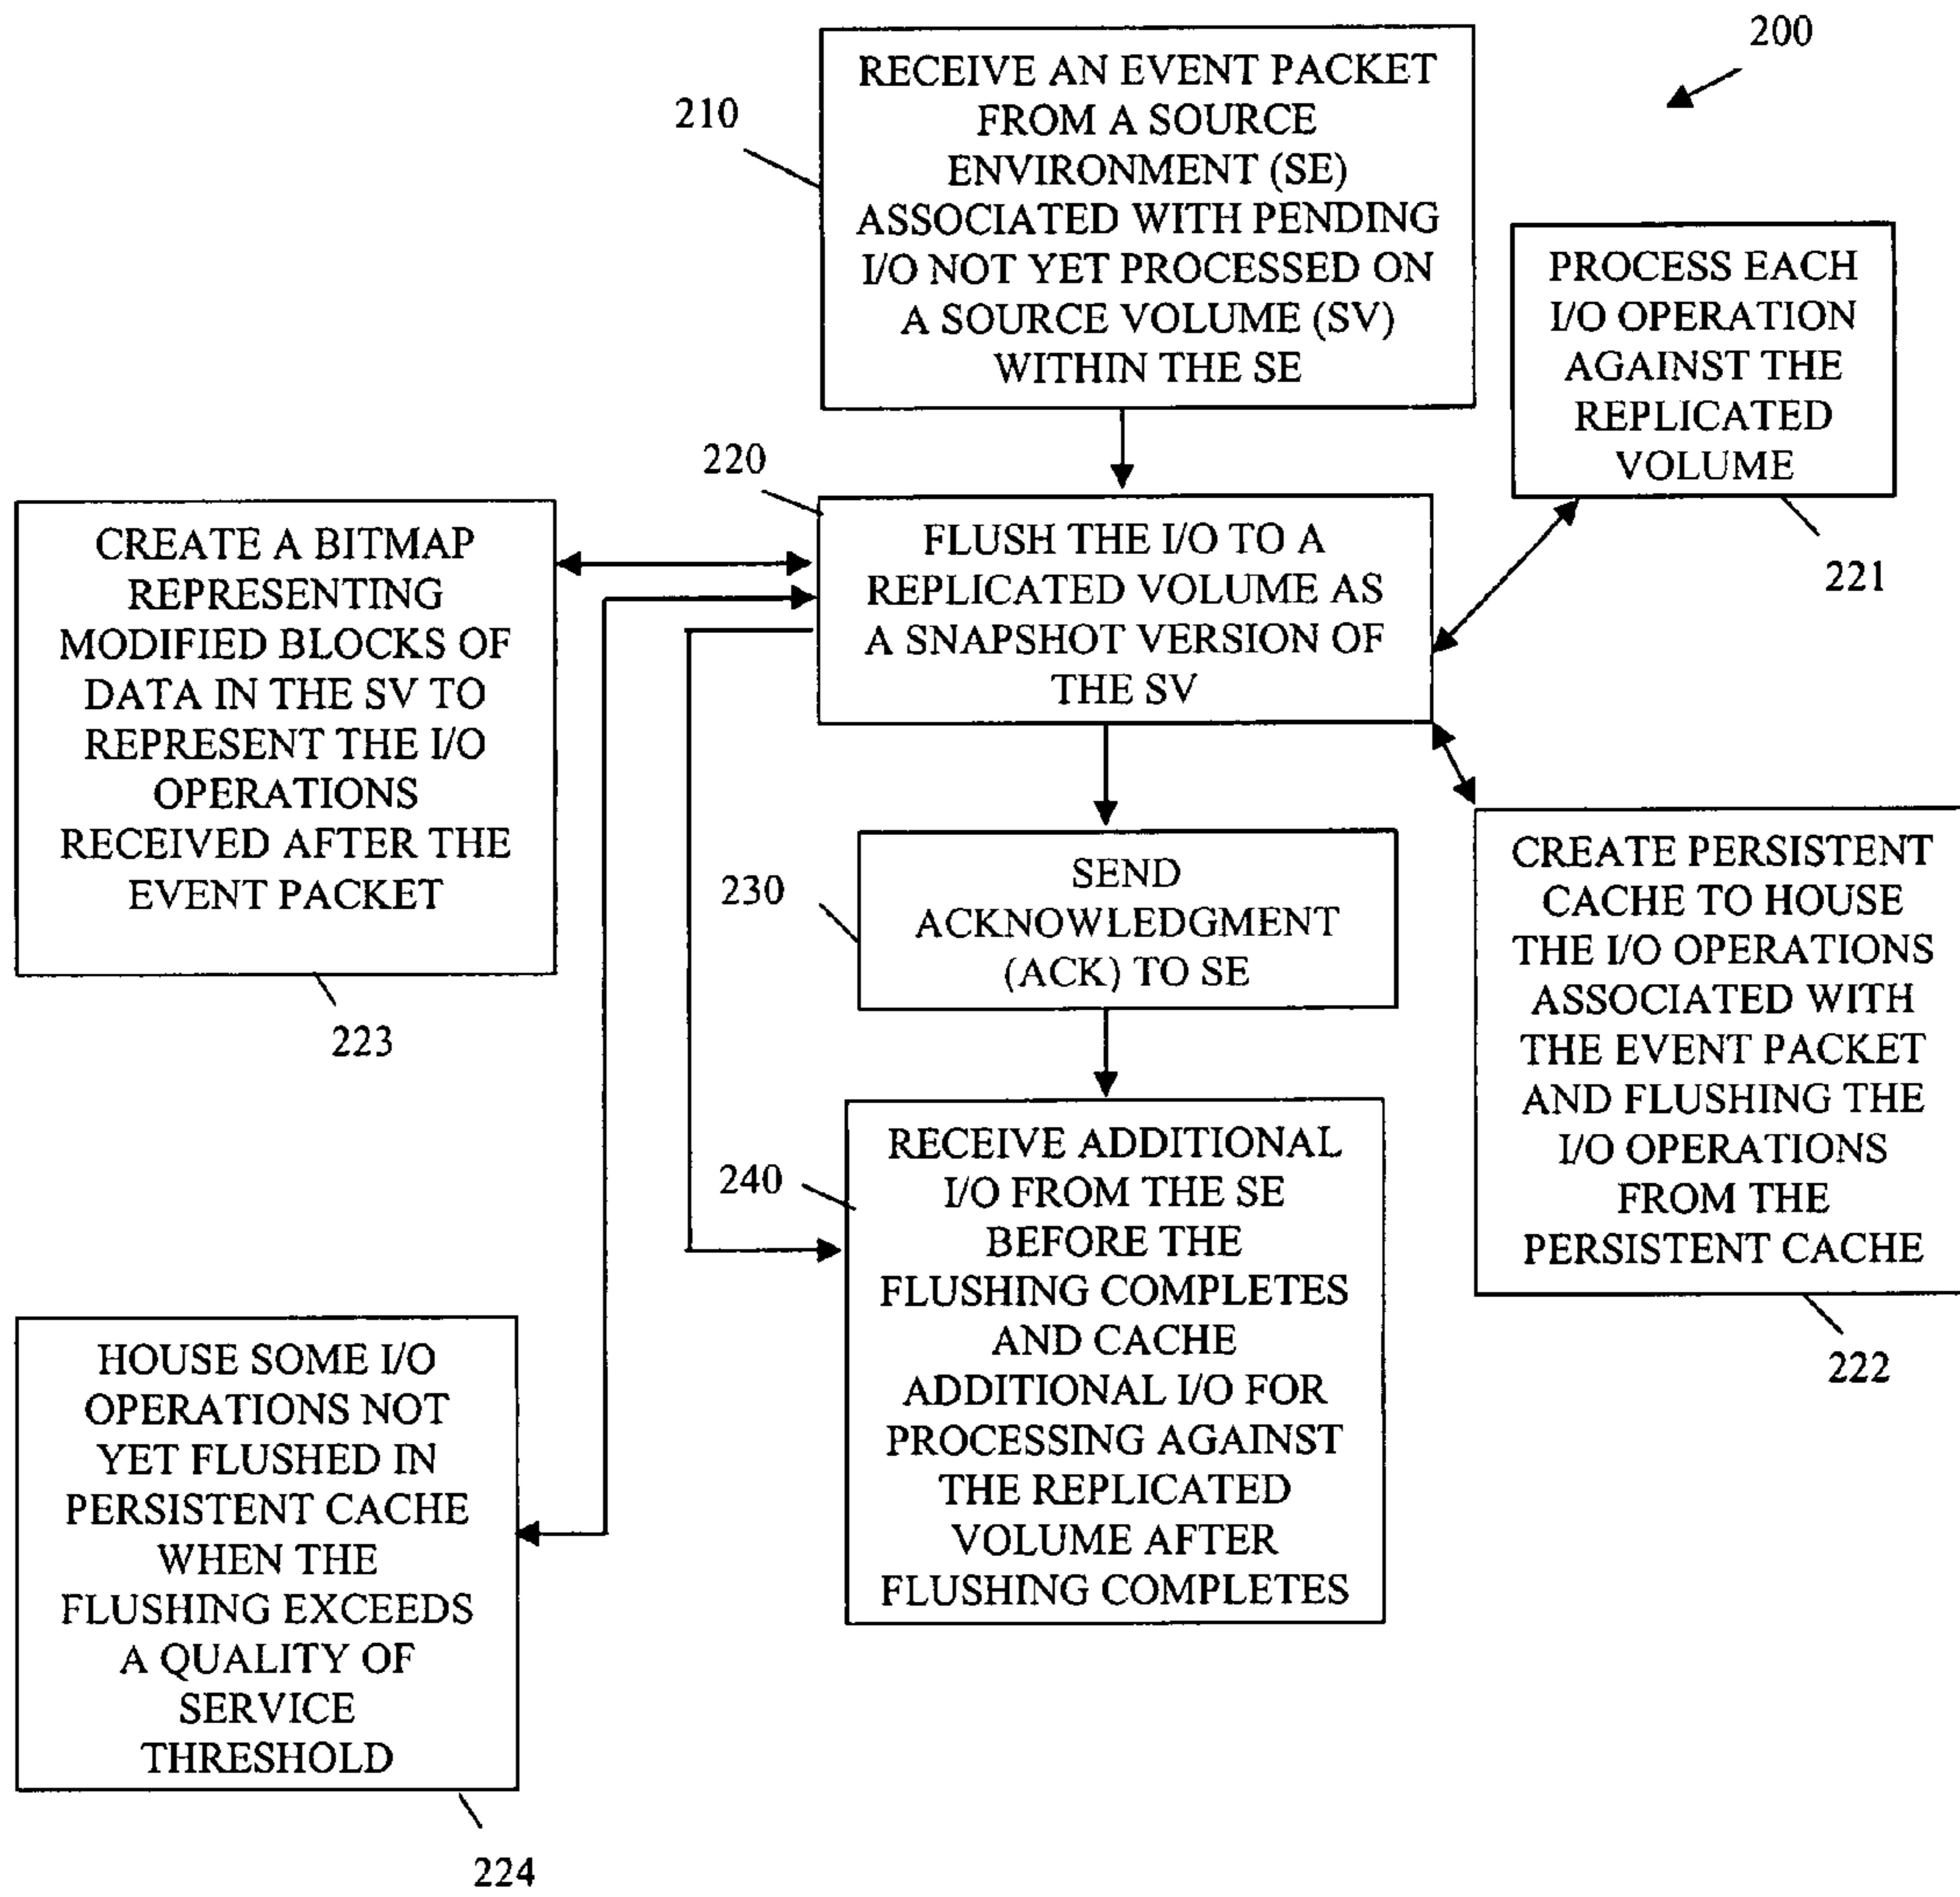 200
210
RECEIVE AN EVENT PACKET
FROM A SOURCE
ENVIRONMENT (SE)
ASSOCIATED WITH PENDING
I/O NOT YET PROCESSED ON
A SOURCE VOLUME (SV)
WITHIN THE SE
PROCESS EACH
I/O OPERATION
AGAINST THE
REPLICATED
VOLUME
221
220
FLUSH THE I/O TO A
REPLICATED VOLUME AS
A SNAPSHOT VERSION OF
THE SV
CREATE A BITMAP
REPRESENTING
MODIFIED BLOCKS OF
DATA IN THE SV TO
REPRESENT THE I/O
OPERATIONS
RECEIVED AFTER THE
EVENT PACKET
223
230
SEND
ACKNOWLEDGMENT
(ACK) TO SE
CREATE PERSISTENT
CACHE TO HOUSE
THE I/O OPERATIONS
ASSOCIATED WITH
THE EVENT PACKET
AND FLUSHING THE
I/O OPERATIONS
FROM THE
PERSISTENT CACHE
222
240
RECEIVE ADDITIONAL
I/O FROM THE SE
BEFORE THE
FLUSHING COMPLETES
AND CACHE
ADDITIONAL I/O FOR
PROCESSING AGAINST
THE REPLICATED
VOLUME AFTER
FLUSHING COMPLETES
HOUSE SOME I/O
OPERATIONS NOT
YET FLUSHED IN
PERSISTENT CACHE
WHEN THE
FLUSHING EXCEEDS
A QUALITY OF
SERVICE
THRESHOLD
224